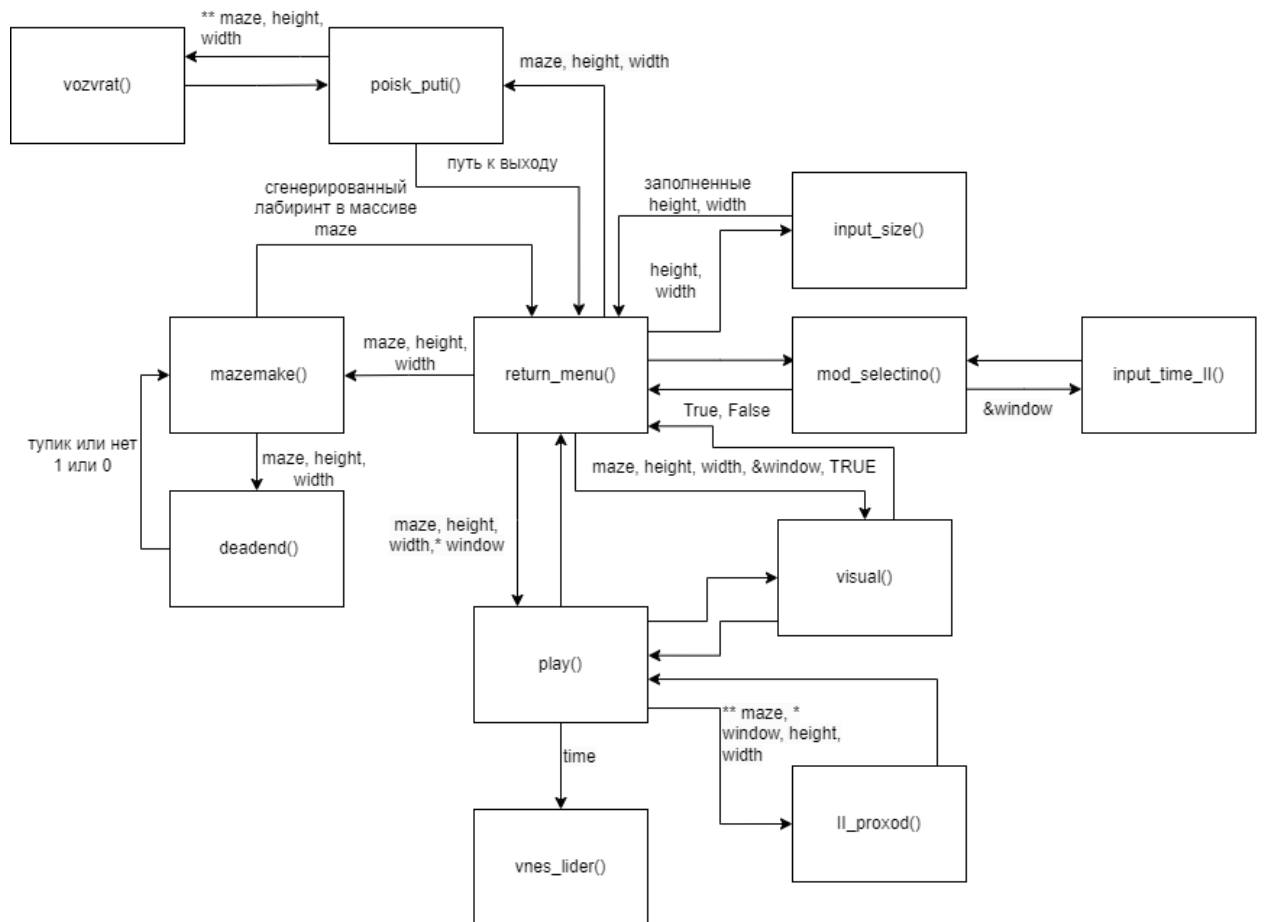 ** maze, height,
width
vozvrat()
poisk_puti()
maze, height, width
путь к выходу
сгенерированный
лабиринт в массиве
maze
заполненные
height, width
input_size()
height,
width
maze, height,
width
mazemake()
return_menu()
mod_selectino()
input_time_II()
True, False
&window
тупик или нет
1 или 0
maze, height,
width
maze, height, width, &window, TRUE
deadend()
maze, height,
width,* window
visual()
play()
** maze, *
window, height,
width
time
II_proxod()
vnes_lider()